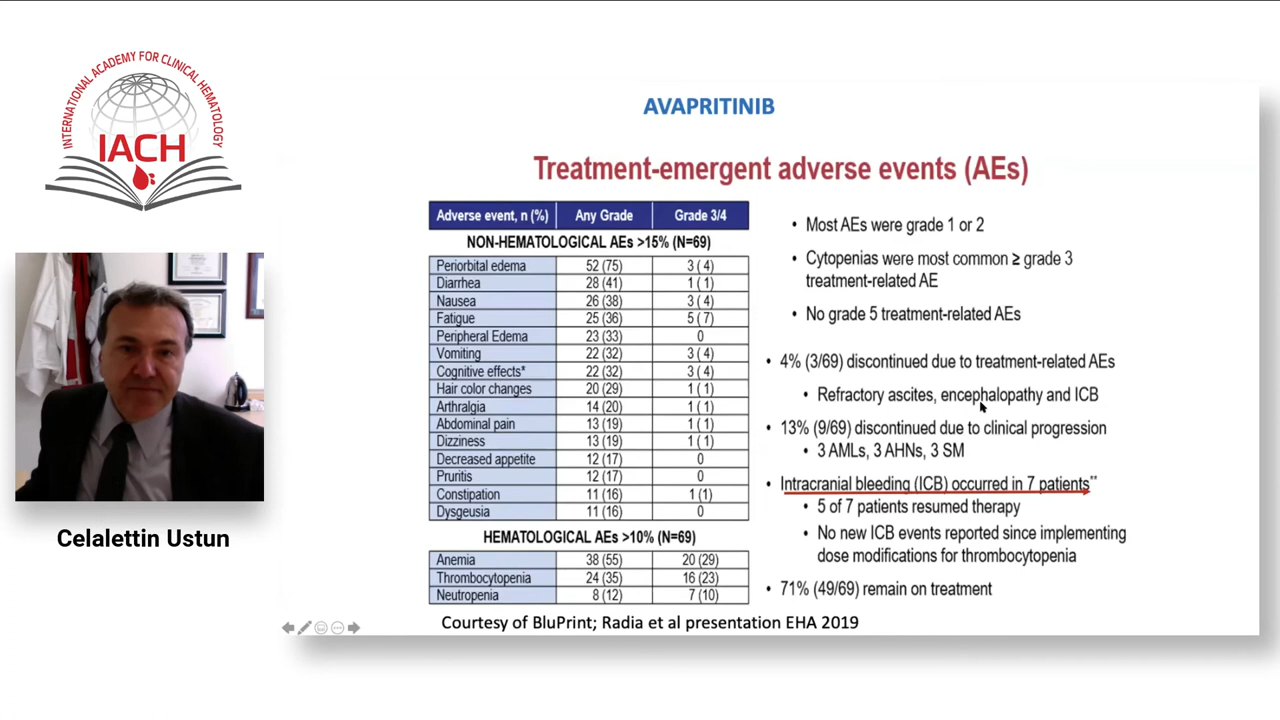 INTERNATIONAL ACADEMY FOR CLINICAL HEMATOLOGY
IACH
Celalettin Ustun
AVAPRITINIB
Treatment-emergent adverse events (AEs)
Adverse event, n (%) Any Grade Grade 3/4
NON-HEMATOLOGICAL AEs >15% (N=69)
Periorbital edema 52 (75) 3 ( 4)
Diarrhea 28 (41) 1 ( 1)
Nausea 26 (38) 3 ( 4)
Fatigue 25 (36) 5 ( 7)
Peripheral Edema 23 (33) 0
Vomiting 22 (32) 3 ( 4)
Cognitive effects* 22 (32) 3 ( 4)
Hair color changes 20 (29) 1 ( 1)
Arthralgia 14 (20) 1 ( 1)
Abdominal pain 13 (19) 1 ( 1)
Dizziness 13 (19) 1 ( 1)
Decreased appetite 12 (17) 0
Pruritis 12 (17) 0
Constipation 11 (16) 1 (1)
Dysgeusia 11 (16) 0
HEMATOLOGICAL AEs >10% (N=69)
Anemia 38 (55) 20 (29)
Thrombocytopenia 24 (35) 16 (23)
Neutropenia 8 (12) 7 (10)
• Most AEs were grade 1 or 2
• Cytopenias were most common ≥ grade 3
treatment-related AE
• No grade 5 treatment-related AEs
• 4% (3/69) discontinued due to treatment-related AEs
• Refractory ascites, encephalopathy and ICB
• 13% (9/69) discontinued due to clinical progression
• 3 AMLs, 3 AHNs, 3 SM
• Intracranial bleeding (ICB) occurred in 7 patients**
• 5 of 7 patients resumed therapy
• No new ICB events reported since implementing
dose modifications for thrombocytopenia
• 71% (49/69) remain on treatment
Courtesy of BluPrint; Radia et al presentation EHA 2019